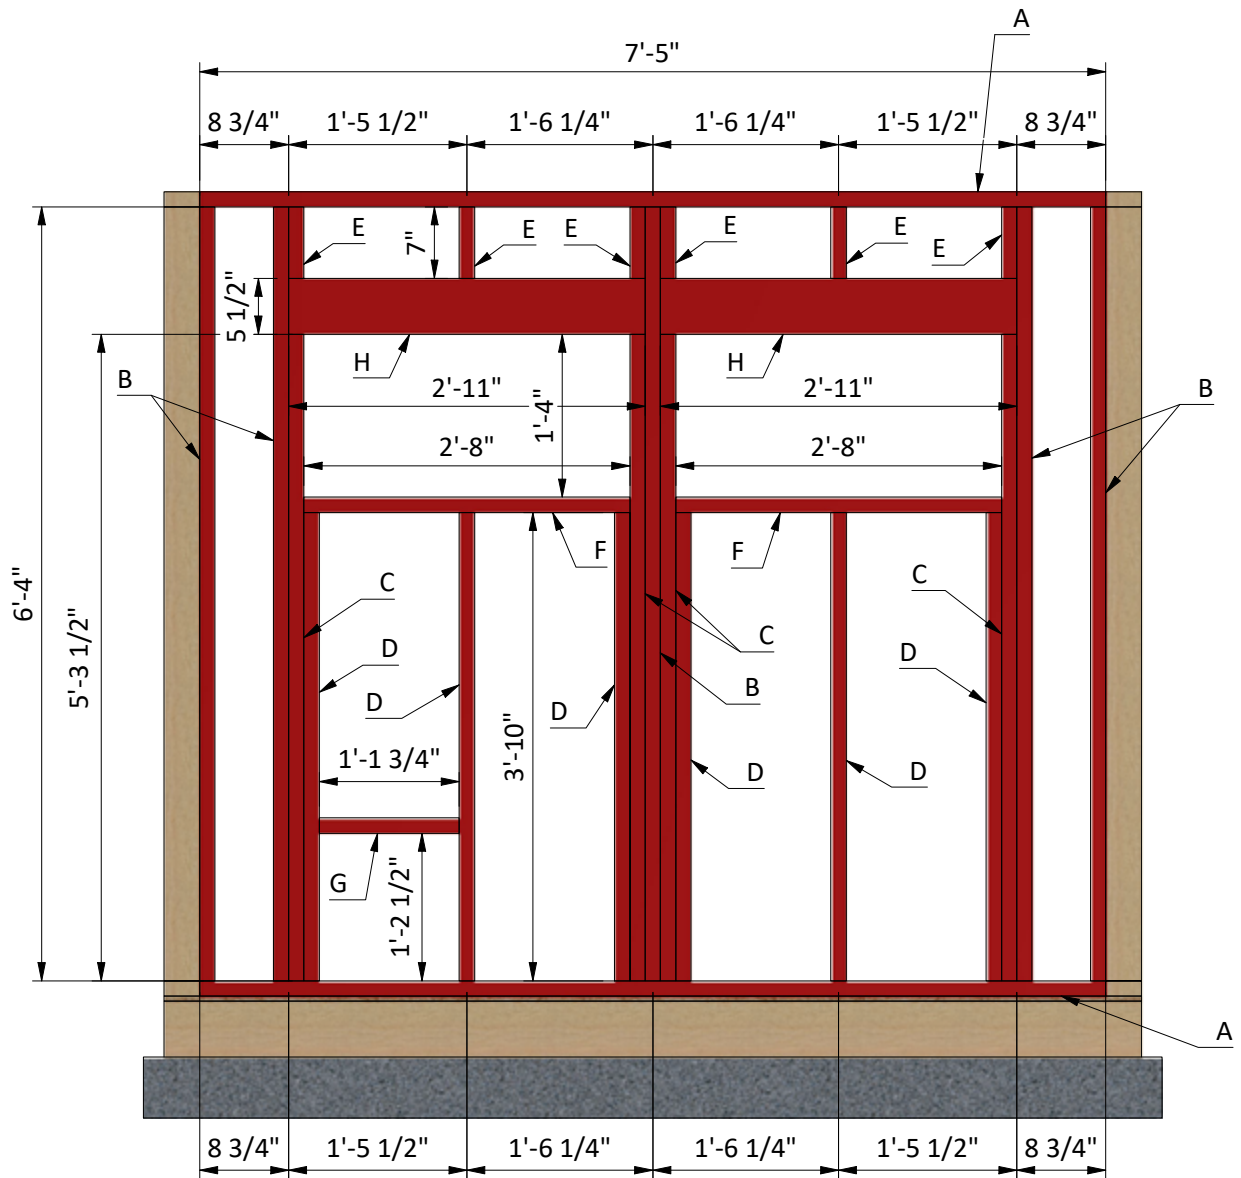 A
7'-5"
8 3/4" 1'-5 1/2" 1'-6 1/4" 1'-6 1/4" 1'-5 1/2" 8 3/4"
E E E E E E
7"
5 1/2"
H H
B B
2'-11" 2'-11"
1'-4"
2'-8" 2'-8"
F F
6'-4"
5'-3 1/2"
C C
C
D D D D
B
3'-10"
1'-1 3/4" D D
G
1'-2 1/2"
A
8 3/4" 1'-5 1/2" 1'-6 1/4" 1'-6 1/4" 1'-5 1/2" 8 3/4"